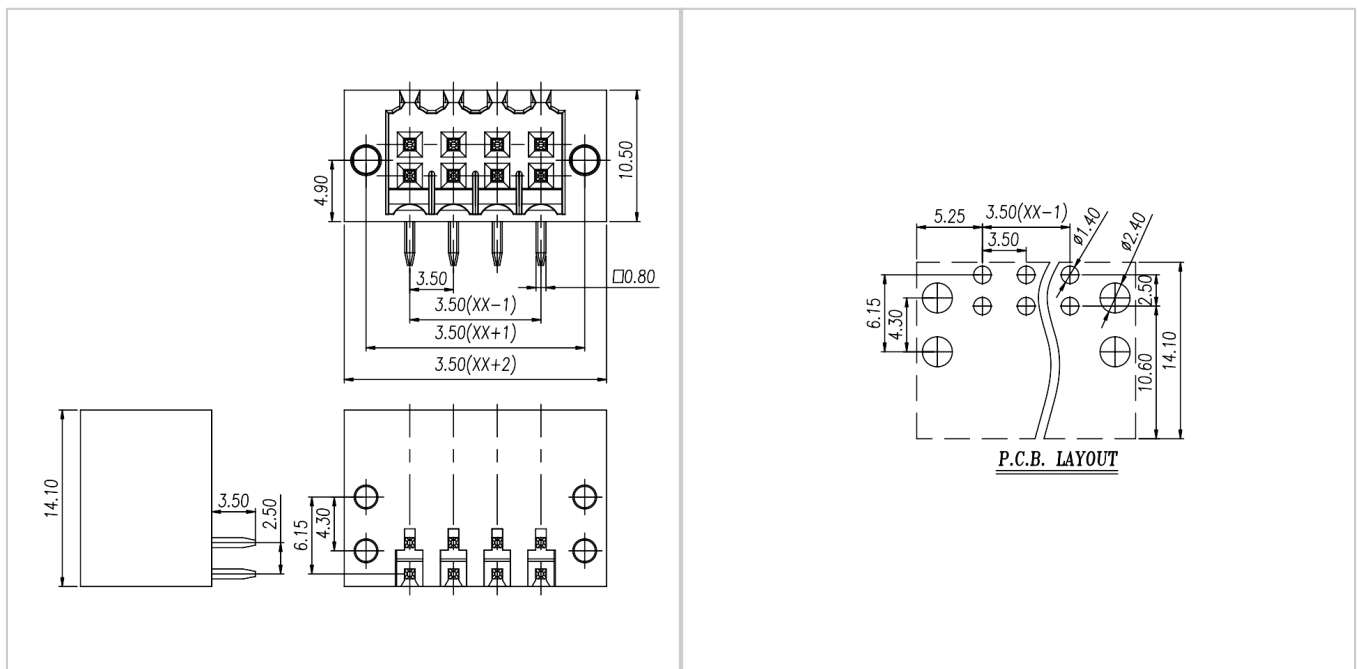 10.50
4.90
3.50
□0.80
3.50(XX-1)
3.50(XX+1)
3.50(XX+2)
14.10
3.50
2.50
6.15
4.30
5.25
3.50(XX-1)
ø1.40
ø2.40
3.50
6.15
4.30
2.50
10.60
14.10
P.C.B. LAYOUT